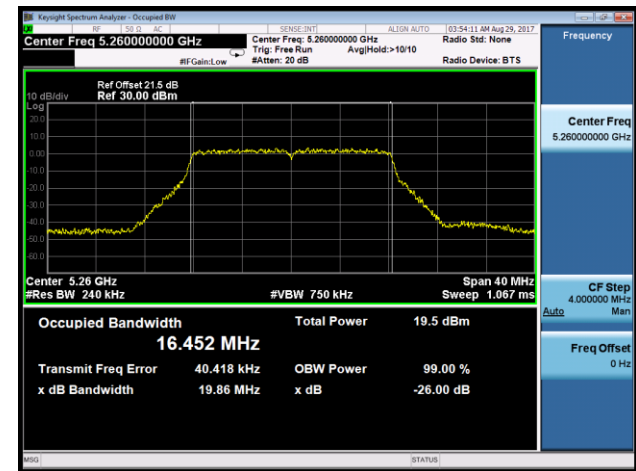 Keysight Spectrum Analyzer - Occupied BW
RF 50 Ω AC SENSE:INT ALIGN AUTO 03:54:11 AM Aug 29, 2017
Center Freq 5.260000000 GHz Center Freq: 5.260000000 GHz Radio Std: None Frequency
Trig: Free Run Avg|Hold:>10/10
#IFGain:Low #Atten: 20 dB Radio Device: BTS
Ref Offset 21.5 dB
10 dB/div Ref 30.00 dBm
Log
20.0
10.0
0.00
-10.0
-20.0
-30.0
-40.0
-50.0
-60.0
Center Freq
5.260000000 GHz
Center 5.26 GHz Span 40 MHz
#Res BW 240 kHz #VBW 750 kHz Sweep 1.067 ms
CF Step
4.000000 MHz
Auto Man
Occupied Bandwidth Total Power 19.5 dBm
16.452 MHz
Freq Offset
0 Hz
Transmit Freq Error 40.418 kHz OBW Power 99.00 %
x dB Bandwidth 19.86 MHz x dB -26.00 dB
MSG STATUS